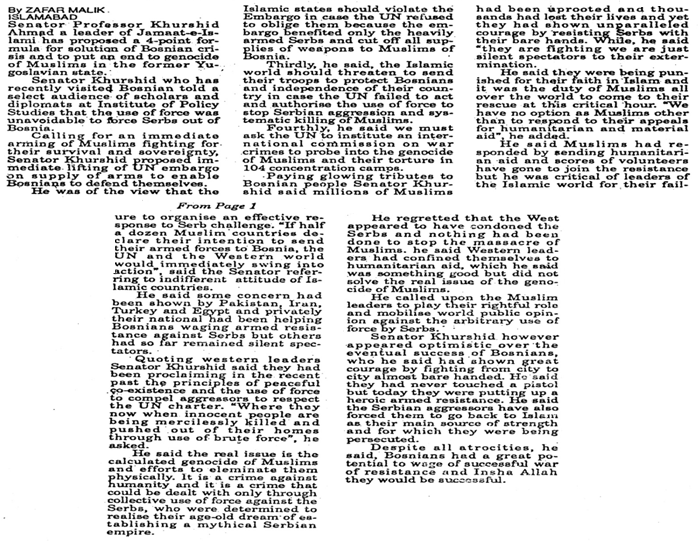 By ZAFAR MALIK
ISLAMABAD
Senator Professor Khurshid
Ahmad a leader of Jamaat-e-Is-
lami has proposed a 4-point for-
mula for solution of Bosnian cri-
sis and to put an end to genocide
of Muslims in the former Yu-
goslavian state.
Senator Khurshid who has
recently visited Bosnian told a
select audience of scholars and
diplomats at Institute of Policy
Studies that the use of force was
unavoidable to force Serbs out of
Bosnia.
Calling for an immediate
arming of Muslims fighting for
their survival and sovereignty,
Senator Khurshid proposed im-
mediate lifting of UN embargo
on supply of arms to enable
Bosnians to defend themselves.
He was of the view that the
Islamic states should violate the
Embargo in case the UN refused
to oblige them because the em-
bargo benefited only the heavily
armed Serbs and cut off all sup-
plies of weapons to Muslims of
Bosnia.
Thirdly, he said, the Islamic
world should threaten to send
their troops to protect Bosnians
and independence of their coun-
try in case the UN failed to act
and authorise the use of force to
stop Serbian aggression and sys-
tematic killing of Muslims.
Fourthly, he said we must
ask the UN to institute an inter-
national commission on war
crimes to probe into the genocide
of Muslims and their torture in
104 concentration camps.
Paying glowing tributes to
Bosnian people Senator Khur-
shid said millions of Muslims
had been uprooted and thou-
sands had lost their lives and yet
they had shown unparalleled
courage by resisting Serbs with
their bare hands. While, he said
"they are fighting we are just
silent spectators to their exter-
mination.
He said they were being pun-
ished for their faith in Islam and
it was the duty of Muslims all
over the world to come to their
rescue at this critical hour. "We
have no option as Muslims other
than to respond to their appeals
for humanitarian and material
aid", he added.
He said Muslims had re-
sponded by sending humanitari-
an aid and scores of volunteers
have gone to join the resistance
but he was critical of leaders of
the Islamic world for their fail-
From Page 1
ure to organise an effective re-
sponse to Serb challenge. "If half
a dozen Muslim countries de-
clare their intention to send
their armed forces to Bosnia, the
UN and the Western world
would immediately swing into
action", said the Senator refer-
ring to indifferent attitude of Is-
lamic countries.
He said some concern had
been shown by Pakistan, Iran,
Turkey and Egypt and privately
their national had been helping
Bosnians waging armed resis-
tance against Serbs but others
had so far remained silent spec-
tators.
Quoting western leaders
Senator Khurshid said they had
been proclaiming in the recent
past the principles of peaceful
co-existence and the use of force
to compel aggressors to respect
the UN charter. "Where they
now when innocent people are
being mercilessly killed and
pushed out of their homes
through use of brute force", he
asked.
He said the real issue is the
calculated genocide of Muslims
and efforts to eleminate them
physically. It is a crime against
humanity and it is a crime that
could be dealt with only through
collective use of force against the
Serbs, who were determined to
realise their age-old dream of es-
tablishing a mythical Serbian
empire.
He regretted that the West
appeared to have condoned the
Serbs and nothing had been
done to stop the massacre of
Muslims. he said Western lead-
ers had confined themselves to
humanitarian aid, which he said
was something good but did not
solve the real issue of the geno-
cide of Muslims.
He called upon the Muslim
leaders to play their rightful role
and mobilise world public opin-
ion against the arbitrary use of
force by Serbs.
Senator Khurshid however
appeared optimistic over the
eventual success of Bosnians,
who he said had shown great
courage by fighting from city to
city almost bare handed. He said
they had never touched a pistol
but today they were putting up a
heroic armed resistance. He said
the Serbian aggressors have also
forced them to go back to Islam
as their main source of strength
and for which they were being
persecuted.
Despite all atrocities, he
said, Bosnians had a great po-
tential to wage of successful war
of resistance and Insha Allah
they would be successful.